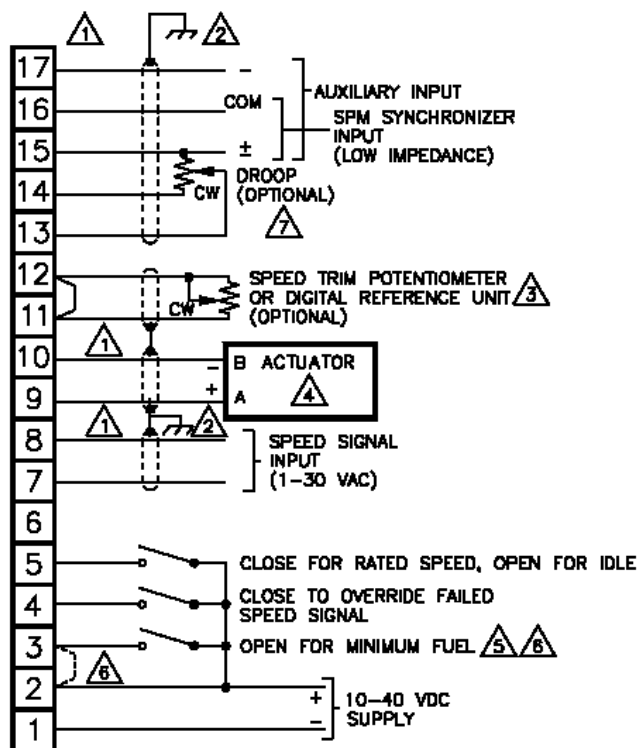 1 2
17 - AUXILIARY INPUT
16 COM SPM SYNCHRONIZER
INPUT
15 ± (LOW IMPEDANCE)
DROOP
14 CW (OPTIONAL)
13 7
12 SPEED TRIM POTENTIOMETER
OR DIGITAL REFERENCE UNIT 3
11 CW (OPTIONAL)
1
10 - B ACTUATOR
9 + A 4
1 2
8 SPEED SIGNAL
INPUT
7 (1-30 VAC)
6
5 CLOSE FOR RATED SPEED, OPEN FOR IDLE
4 CLOSE TO OVERRIDE FAILED
SPEED SIGNAL
3 OPEN FOR MINIMUM FUEL 5 6
6
2 + 10-40 VDC
1 - SUPPLY